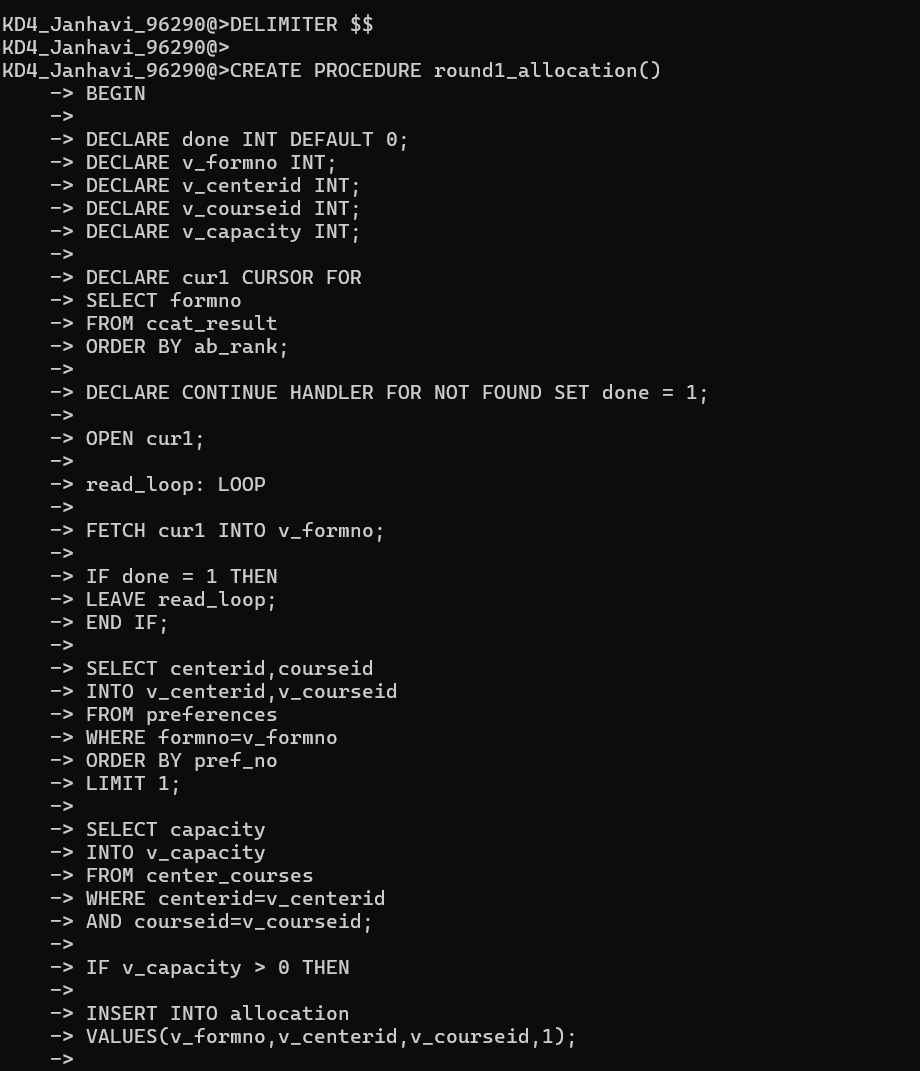 KD4_Janhavi_96290@>DELIMITER $$
KD4_Janhavi_96290@>
KD4_Janhavi_96290@>CREATE PROCEDURE round1_allocation()
    -> BEGIN
    ->
    -> DECLARE done INT DEFAULT 0;
    -> DECLARE v_formno INT;
    -> DECLARE v_centerid INT;
    -> DECLARE v_courseid INT;
    -> DECLARE v_capacity INT;
    ->
    -> DECLARE cur1 CURSOR FOR
    -> SELECT formno
    -> FROM ccat_result
    -> ORDER BY ab_rank;
    ->
    -> DECLARE CONTINUE HANDLER FOR NOT FOUND SET done = 1;
    ->
    -> OPEN cur1;
    ->
    -> read_loop: LOOP
    ->
    -> FETCH cur1 INTO v_formno;
    ->
    -> IF done = 1 THEN
    -> LEAVE read_loop;
    -> END IF;
    ->
    -> SELECT centerid,courseid
    -> INTO v_centerid,v_courseid
    -> FROM preferences
    -> WHERE formno=v_formno
    -> ORDER BY pref_no
    -> LIMIT 1;
    ->
    -> SELECT capacity
    -> INTO v_capacity
    -> FROM center_courses
    -> WHERE centerid=v_centerid
    -> AND courseid=v_courseid;
    ->
    -> IF v_capacity > 0 THEN
    ->
    -> INSERT INTO allocation
    -> VALUES(v_formno,v_centerid,v_courseid,1);
    ->